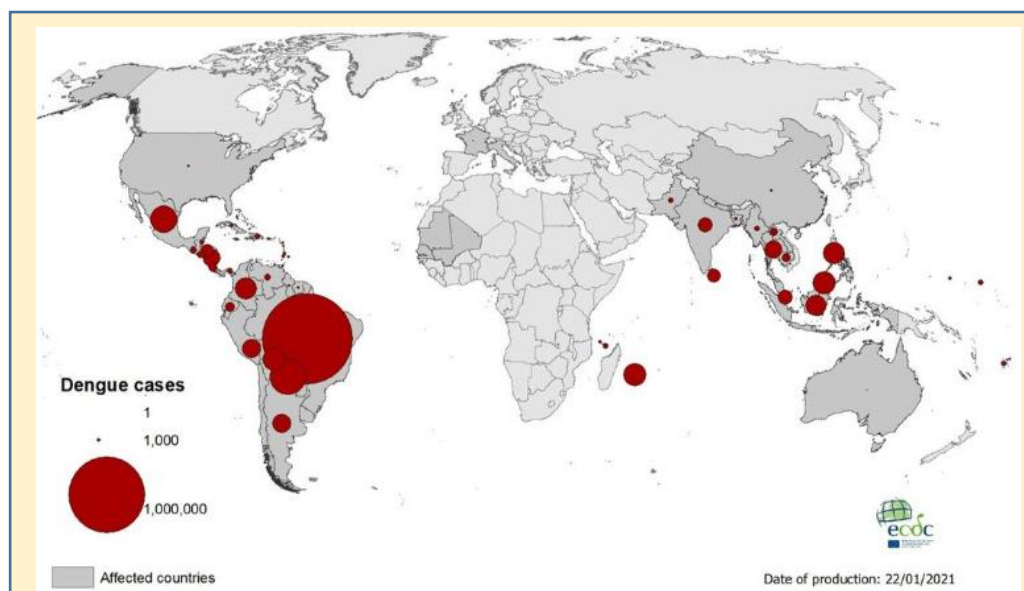 Dengue cases
1
1,000
1,000,000
Affected countries
ecdc
Date of production: 22/01/2021